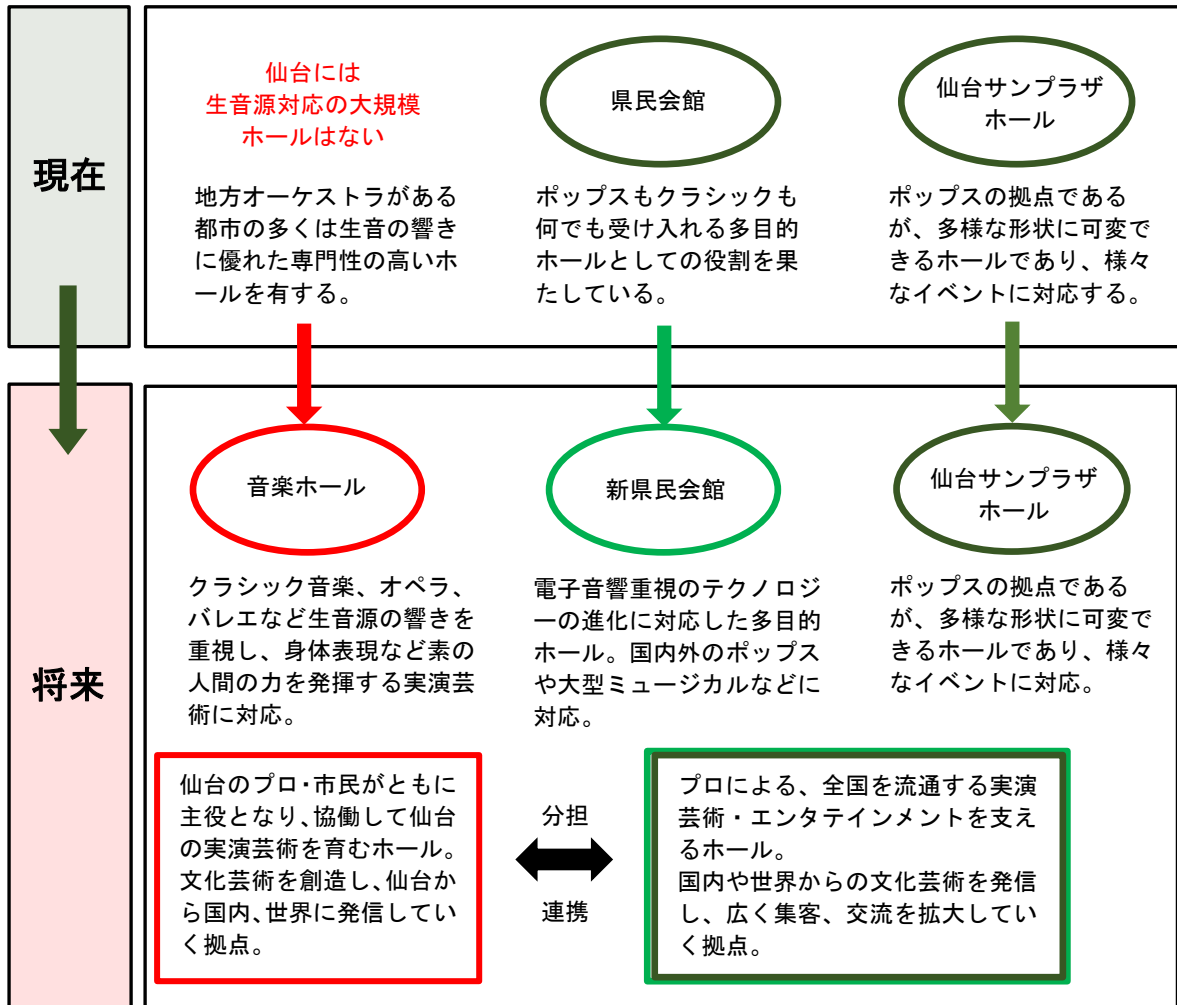 現在
仙台には
生音源対応の大規模
ホールはない
地方オーケストラがある
都市の多くは生音の響き
に優れた専門性の高いホ
ールを有する。
県民会館
ポップスもクラシックも
何でも受け入れる多目的
ホールとしての役割を果
たしている。
仙台サンプラザ
ホール
ポップスの拠点である
が、多様な形状に可変で
きるホールであり、様々
なイベントに対応する。
将来
音楽ホール
クラシック音楽、オペラ、
バレエなど生音源の響きを
重視し、身体表現など素の
人間の力を発揮する実演芸
術に対応。
新県民会館
電子音響重視のテクノロジ
ーの進化に対応した多目的
ホール。国内外のポップス
や大型ミュージカルなどに
対応。
仙台サンプラザ
ホール
ポップスの拠点である
が、多様な形状に可変で
きるホールであり、様々
なイベントに対応。
仙台のプロ・市民がともに
主役となり、協働して仙台
の実演芸術を育むホール。
文化芸術を創造し、仙台か
ら国内、世界に発信してい
く拠点。
分担
連携
プロによる、全国を流通する実演
芸術・エンタテインメントを支え
るホール。
国内や世界からの文化芸術を発信
し、広く集客、交流を拡大してい
く拠点。